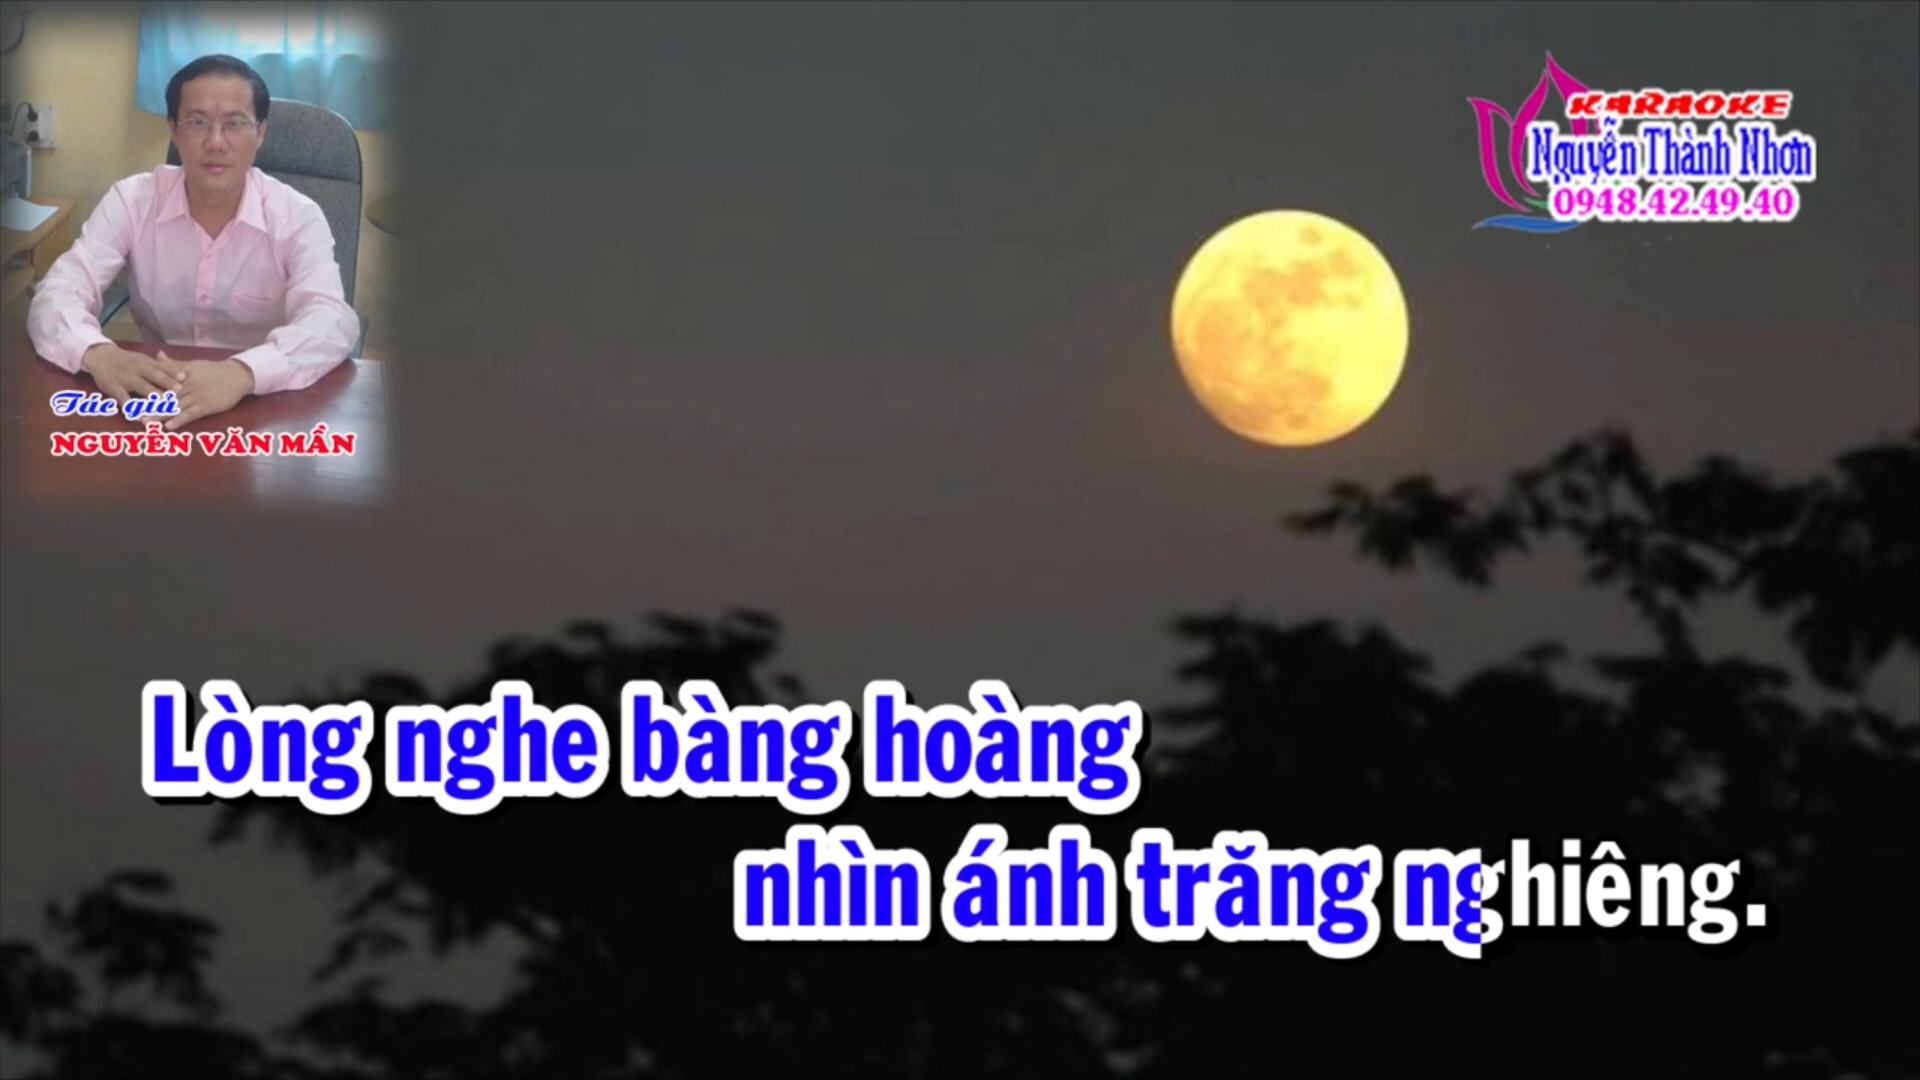 KARAOKE
Nguyễn Thành Nhơn
0948.42.49.40
Tác giả
NGUYỄN VĂN MẦN
Lòng nghe bàng hoàng
nhìn ánh trăng nghiêng.